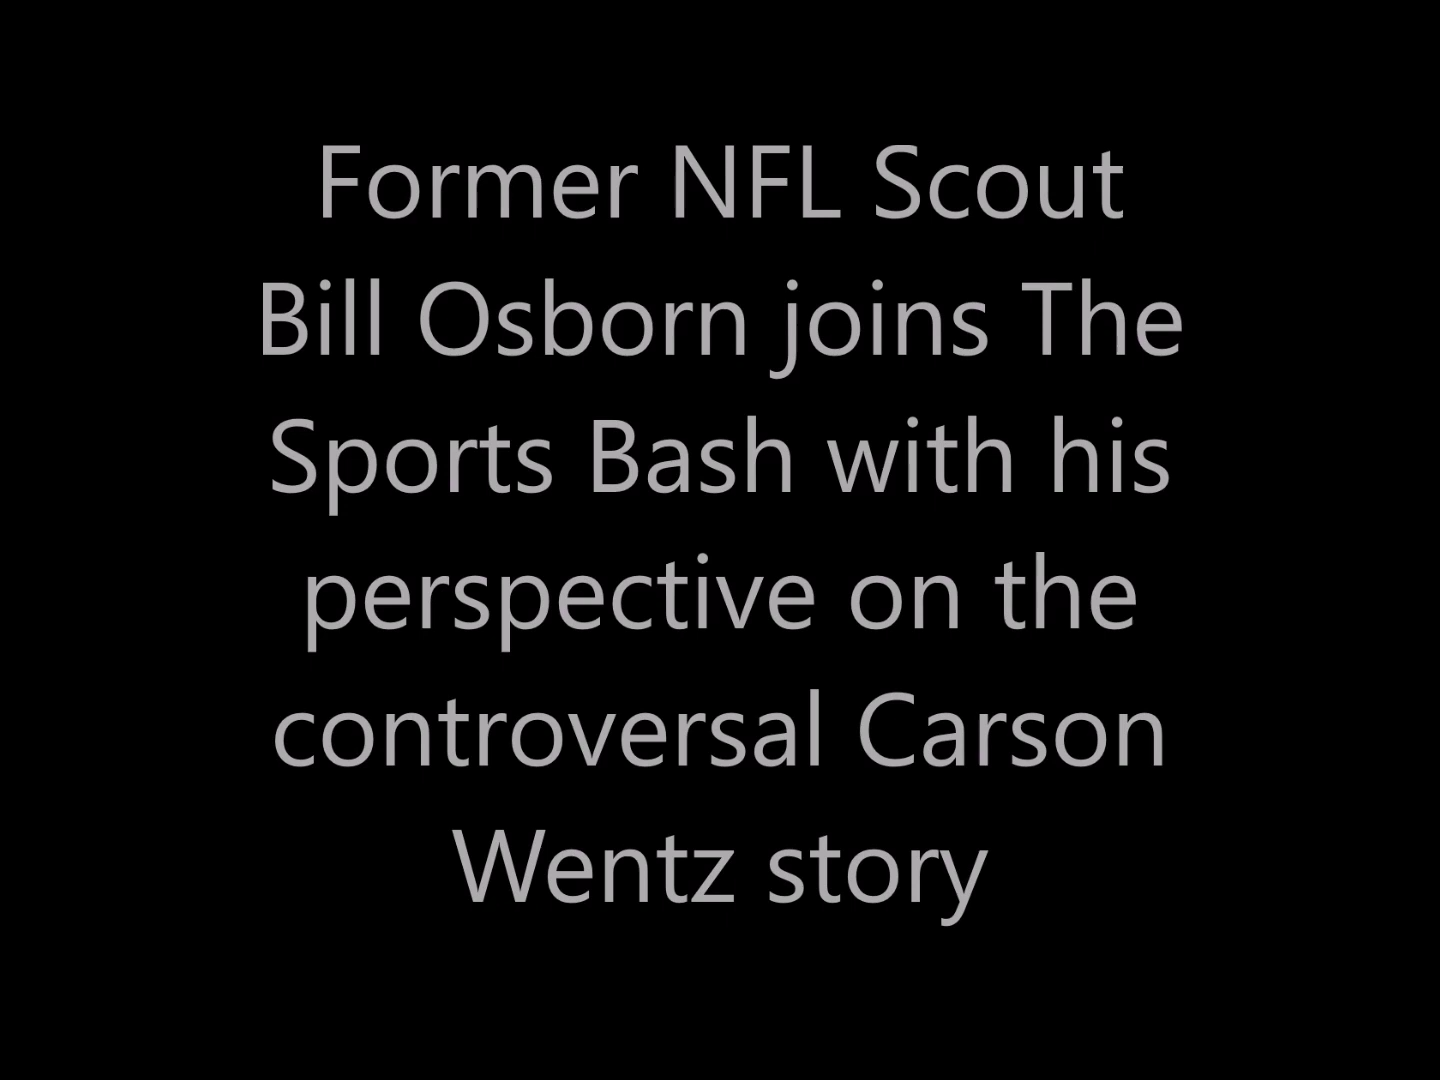 Former NFL Scout
Bill Osborn joins The
Sports Bash with his
perspective on the
controversal Carson
Wentz story